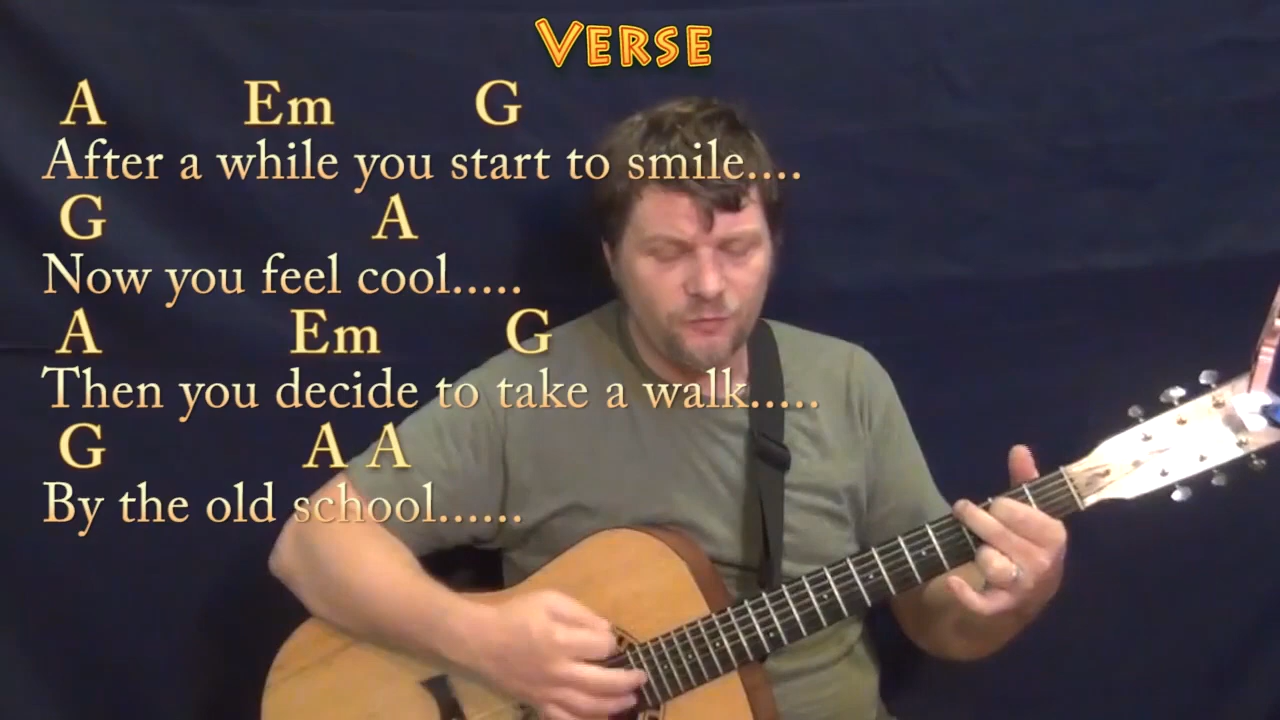 VERSE
A Em G
After a while you start to smile....
G A
Now you feel cool.....
A Em G
Then you decide to take a walk.....
G A A
By the old school......